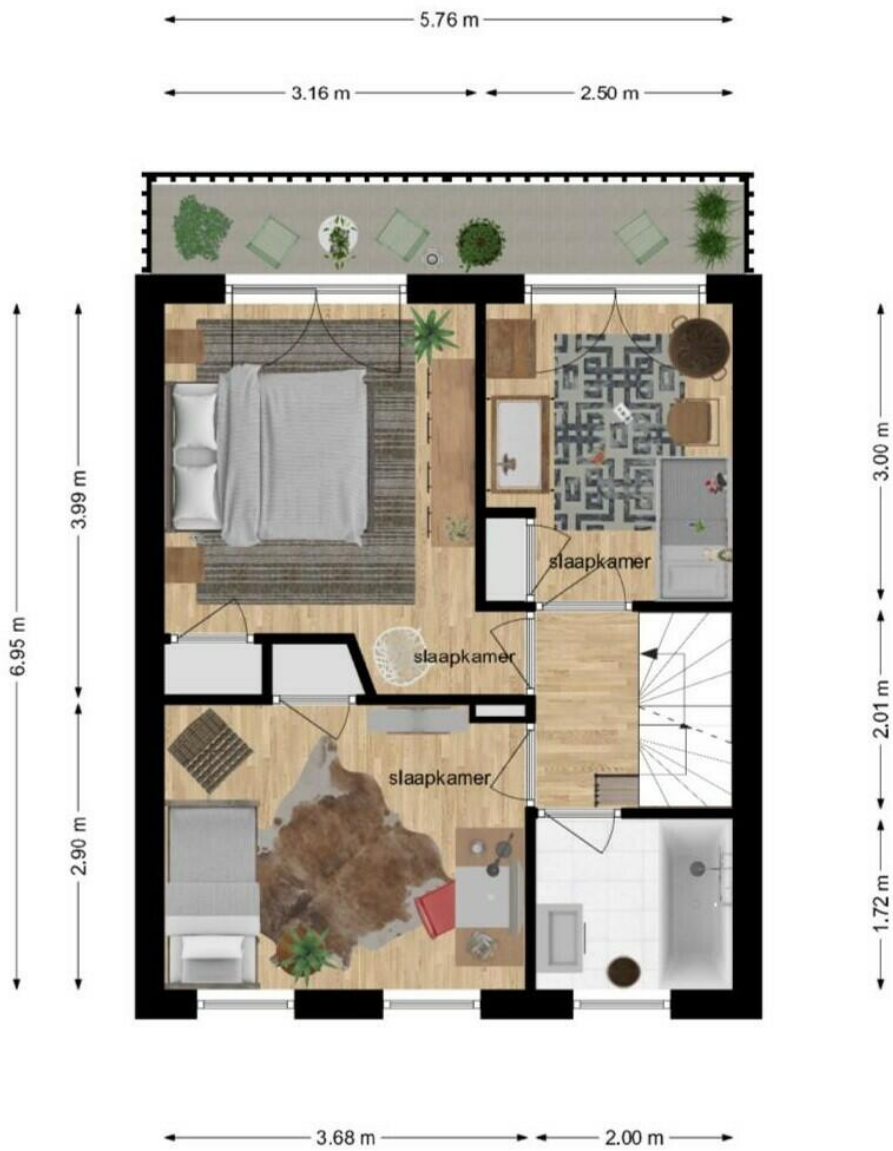 5.76 m
3.16 m
2.50 m
3.99 m
3.00 m
slaapkamer
6.95 m
slaapkamer
2.01 m
slaapkamer
2.90 m
1.72 m
3.68 m
2.00 m